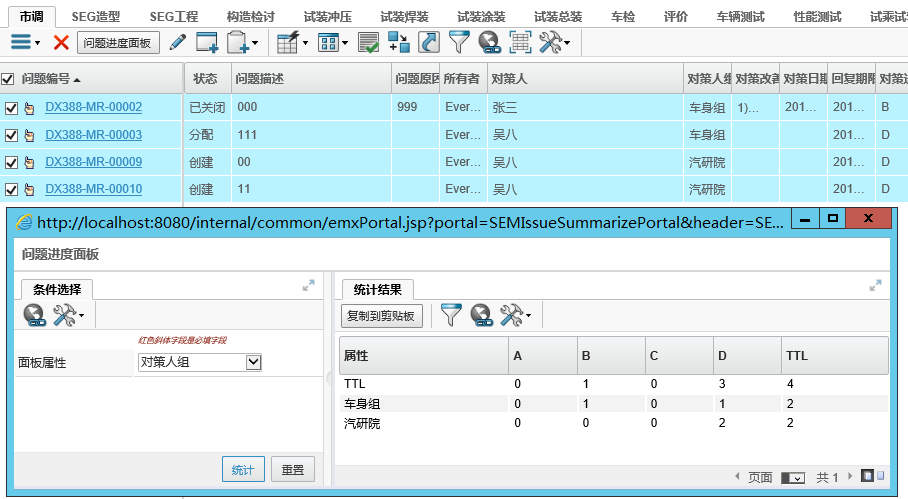 市调 SEG造型 SEG工程 构造检讨 试装冲压 试装焊装 试装涂装 试装总装 车检 评价 车辆测试 性能测试 试乘试
问题进度面板
问题编号 状态 问题描述 问题原因 所有者 对策人 对策人组 对策改善 对策日期 回复期限 对策进
DX388-MR-00002 已关闭 000 999 Ever... 张三 车身组 1)... 201... 201... B
DX388-MR-00003 分配 111 Ever... 吴八 车身组 201... D
DX388-MR-00009 创建 00 Ever... 吴八 汽研院 201... D
DX388-MR-00010 创建 11 Ever... 吴八 汽研院 201... D
http://localhost:8080/internal/common/emxPortal.jsp?portal=SEMIssueSummarizePortal&header=SE...
问题进度面板
条件选择
红色斜体字段是必填字段
面板属性 对策人组
统计 重置
统计结果
复制到剪贴板
属性 A B C D TTL
TTL 0 1 0 3 4
车身组 0 1 0 1 2
汽研院 0 0 0 2 2
页面 共 1